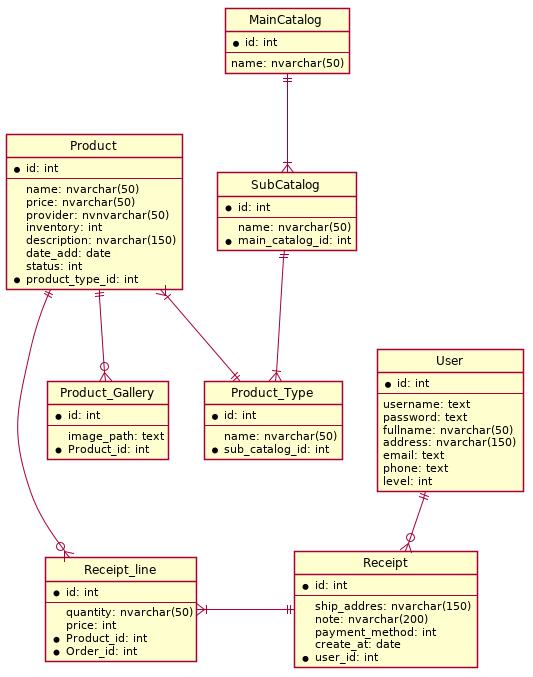 MainCatalog
id: int
name: nvarchar(50)
Product
id: int
name: nvarchar(50)
price: nvarchar(50)
provider: nvnvarchar(50)
inventory: int
description: nvarchar(150)
date_add: date
status: int
product_type_id: int
SubCatalog
id: int
name: nvarchar(50)
main_catalog_id: int
Product_Gallery
id: int
image_path: text
Product_id: int
Product_Type
id: int
name: nvarchar(50)
sub_catalog_id: int
User
id: int
username: text
password: text
fullname: nvarchar(50)
address: nvarchar(150)
email: text
phone: text
level: int
Receipt_line
id: int
quantity: nvarchar(50)
price: int
Product_id: int
Order_id: int
Receipt
id: int
ship_addres: nvarchar(150)
note: nvarchar(200)
payment_method: int
create_at: date
user_id: int